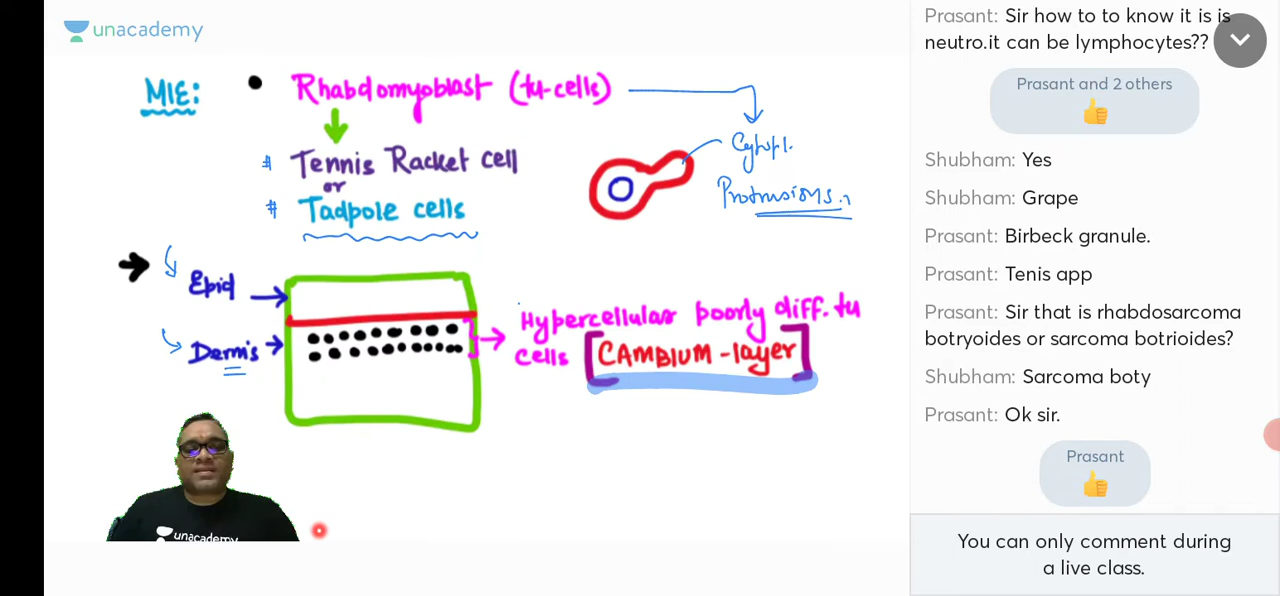 unacademy
MIE:
Rhabdomyoblast (tu-cells)
Cytopl.
Protrusions.
# Tennis Racket cell
or
# Tadpole cells
Epid
Dermis
Hypercellular poorly diff. tu
cells [CAMBIUM-layer]
unacademy
Prasant: Sir how to to know it is is
neutro.it can be lymphocytes??
Prasant and 2 others
👍
Shubham: Yes
Shubham: Grape
Prasant: Birbeck granule.
Prasant: Tenis app
Prasant: Sir that is rhabdosarcoma
botryoides or sarcoma botrioides?
Shubham: Sarcoma boty
Prasant: Ok sir.
Prasant
👍
You can only comment during
a live class.